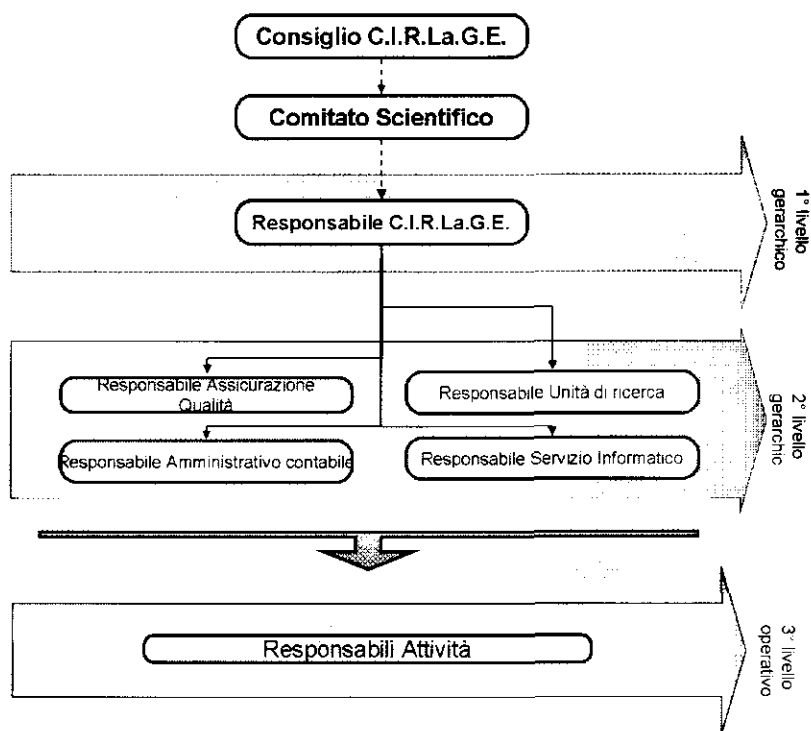 Consiglio C.I.R.La.G.E.
Comitato Scientifico
Responsabile C.I.R.La.G.E.
1° livello
gerarchico
Responsabile Assicurazione
Qualità
Responsabile Unità di ricerca
Responsabile Amministrativo contabile
Responsabile Servizio Informatico
2° livello
gerarchic
Responsabili Attività
3° livello
operativo